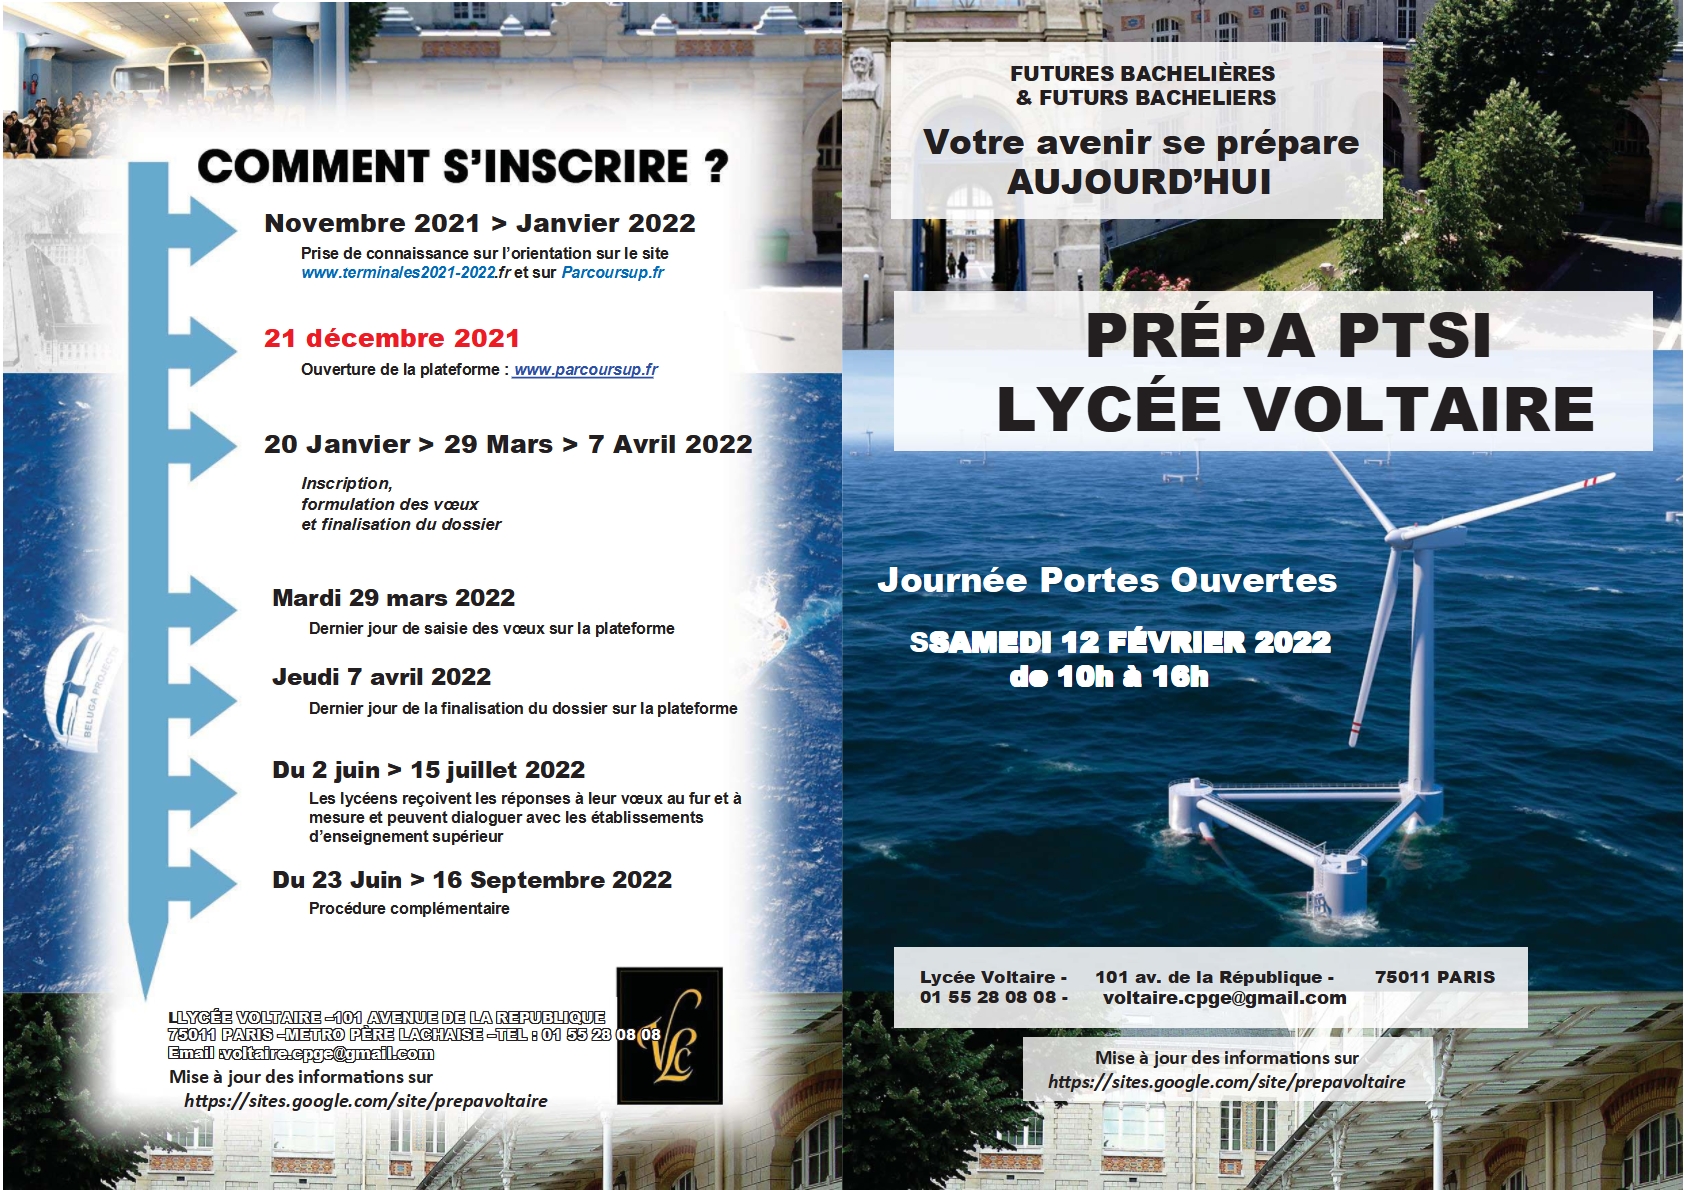 COMMENT S’INSCRIRE ?
Novembre 2021 > Janvier 2022
Prise de connaissance sur l’orientation sur le site
www.terminales2021-2022.fr et sur Parcoursup.fr
21 décembre 2021
Ouverture de la plateforme : www.parcoursup.fr
20 Janvier > 29 Mars > 7 Avril 2022
Inscription,
formulation des vœux
et finalisation du dossier
Mardi 29 mars 2022
Dernier jour de saisie des vœux sur la plateforme
Jeudi 7 avril 2022
Dernier jour de la finalisation du dossier sur la plateforme
Du 2 juin > 15 juillet 2022
Les lycéens reçoivent les réponses à leur vœux au fur et à
mesure et peuvent dialoguer avec les établissements
d’enseignement supérieur
Du 23 Juin > 16 Septembre 2022
Procédure complémentaire
BELUGA PROJECTS
LLYCÉE VOLTAIRE –101 AVENUE DE LA REPUBLIQUE
75011 PARIS –METRO PÈRE LACHAISE –TEL : 01 55 28 08 08
Email :voltaire.cpge@gmail.com
Mise à jour des informations sur
https://sites.google.com/site/prepavoltaire
VLC
FUTURES BACHELIÈRES
& FUTURS BACHELIERS
Votre avenir se prépare
AUJOURD’HUI
PRÉPA PTSI
LYCÉE VOLTAIRE
Journée Portes Ouvertes
SSAMEDI 12 FÉVRIER 2022
de 10h à 16h
Lycée Voltaire - 101 av. de la République - 75011 PARIS
01 55 28 08 08 - voltaire.cpge@gmail.com
Mise à jour des informations sur
https://sites.google.com/site/prepavoltaire